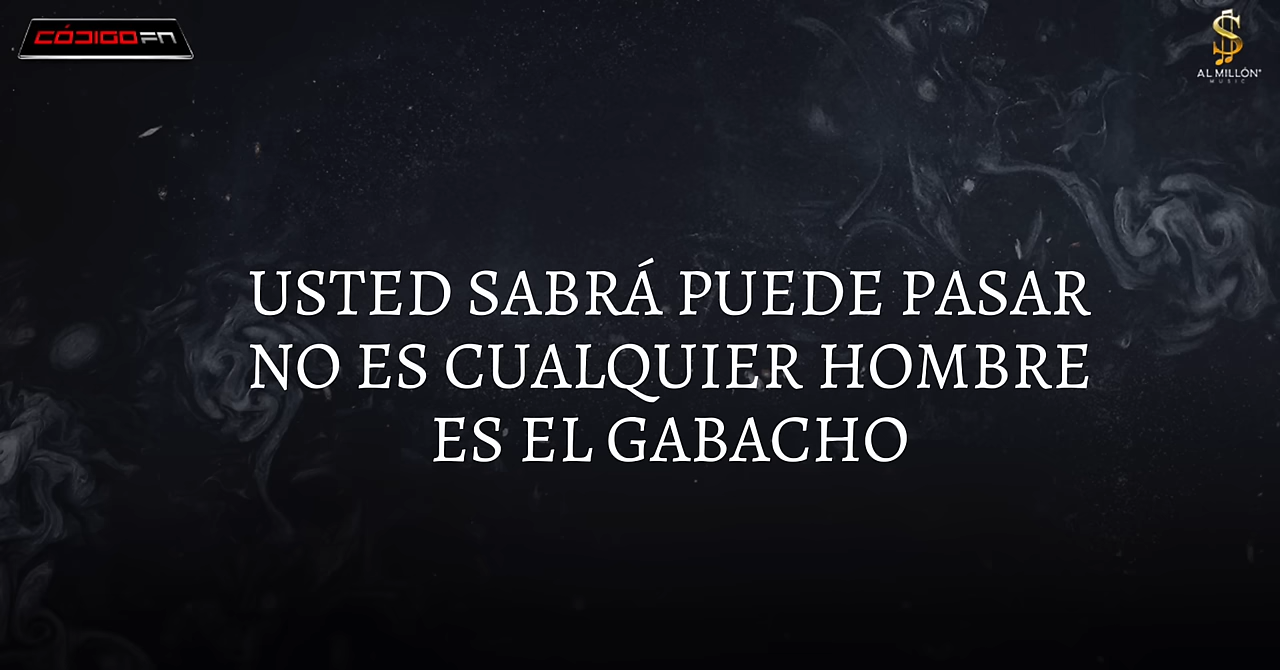 CÓDIGO FN
AL MILLÓN
MUSIC
USTED SABRÁ PUEDE PASAR
NO ES CUALQUIER HOMBRE
ES EL GABACHO